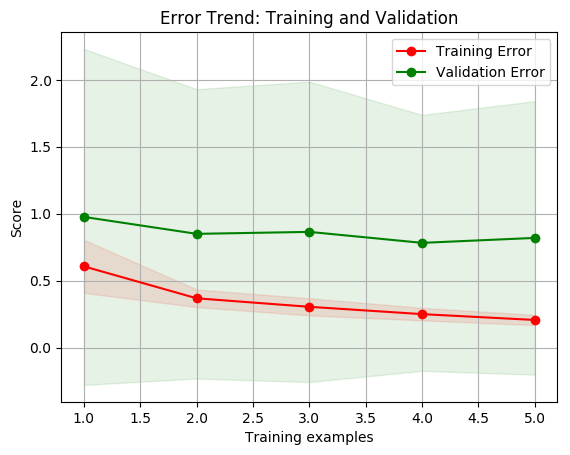 Error Trend: Training and Validation
Training Error
Validation Error
2.0
1.5
1.0
0.5
0.0
Score
1.0 1.5 2.0 2.5 3.0 3.5 4.0 4.5 5.0
Training examples